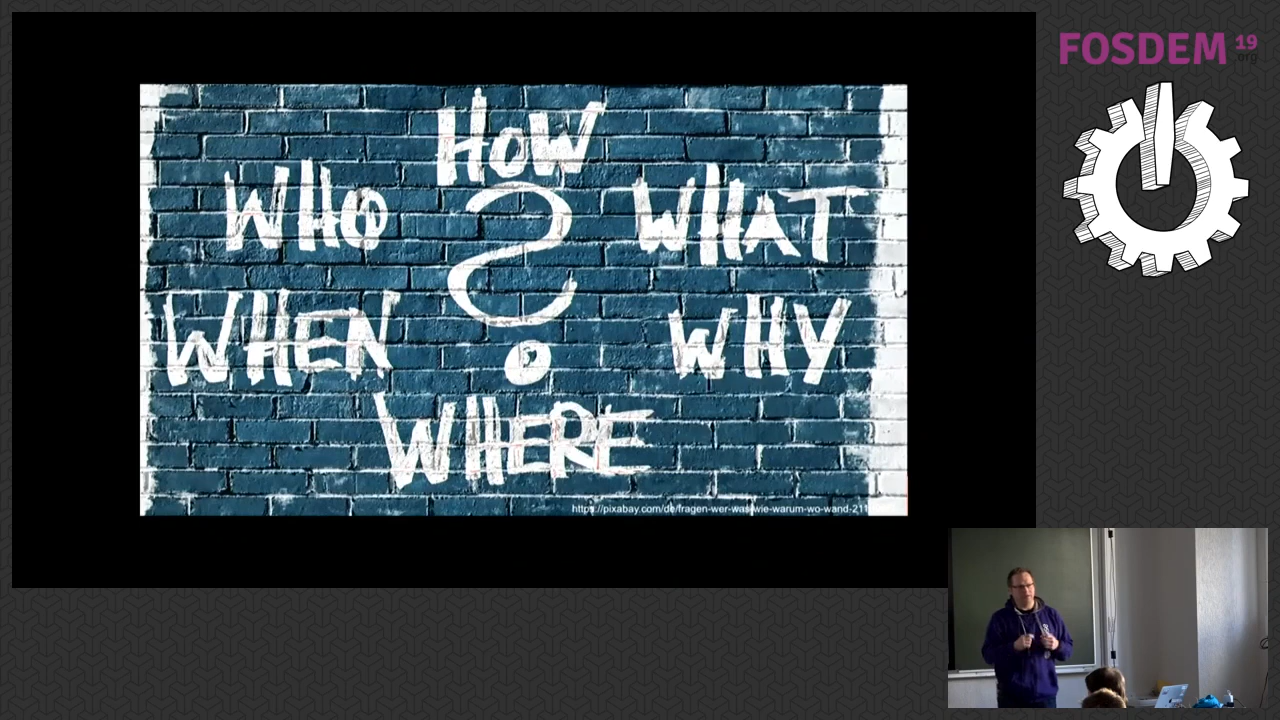 FOSDEM 19
.org
HOW
WHO
?
WHAT
WHEN
WHY
WHERE
https://pixabay.com/de/fragen-wer-was-wie-warum-wo-wand-211